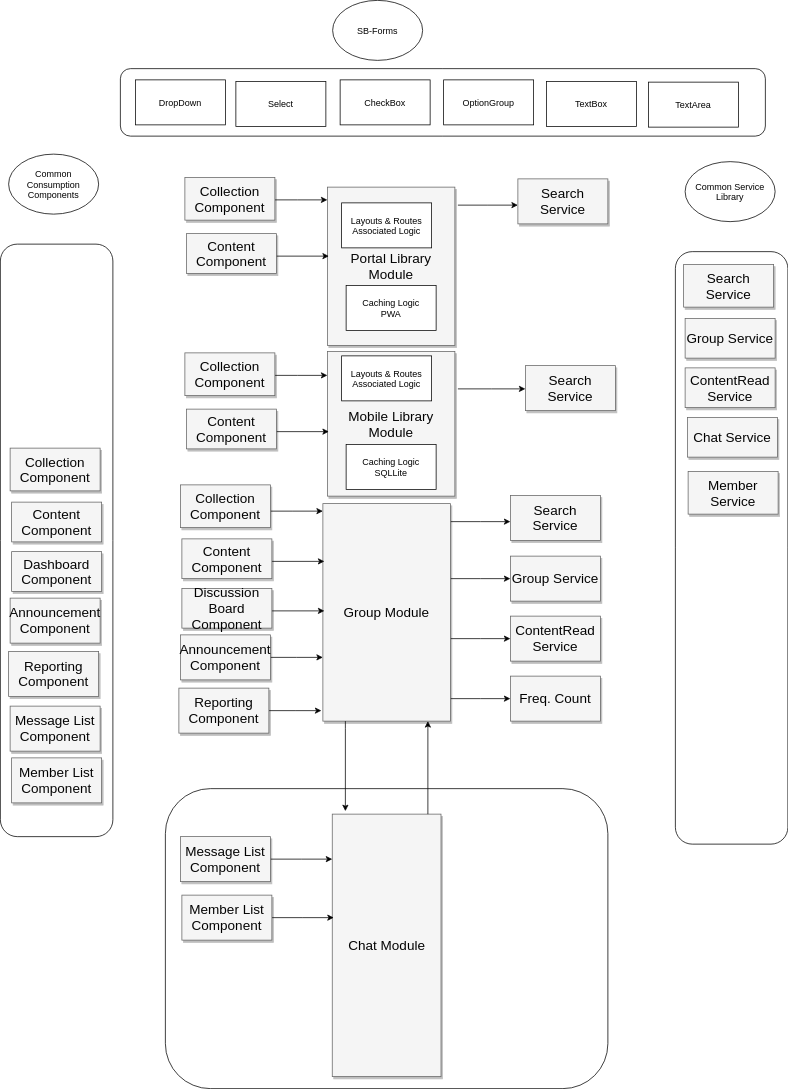 SB-Forms
DropDown
Select
CheckBox
OptionGroup
TextBox
TextArea
Common
Consumption
Components
Collection
Component
Content
Component
Dashboard
Component
Announcement
Component
Reporting
Component
Message List
Component
Member List
Component
Collection
Component
Content
Component
Layouts & Routes
Associated Logic
Portal Library
Module
Caching Logic
PWA
Search
Service
Collection
Component
Content
Component
Layouts & Routes
Associated Logic
Mobile Library
Module
Caching Logic
SQLLite
Search
Service
Collection
Component
Content
Component
Discussion
Board
Component
Announcement
Component
Reporting
Component
Group Module
Search
Service
Group Service
ContentRead
Service
Freq. Count
Message List
Component
Member List
Component
Chat Module
Common Service
Library
Search
Service
Group Service
ContentRead
Service
Chat Service
Member
Service